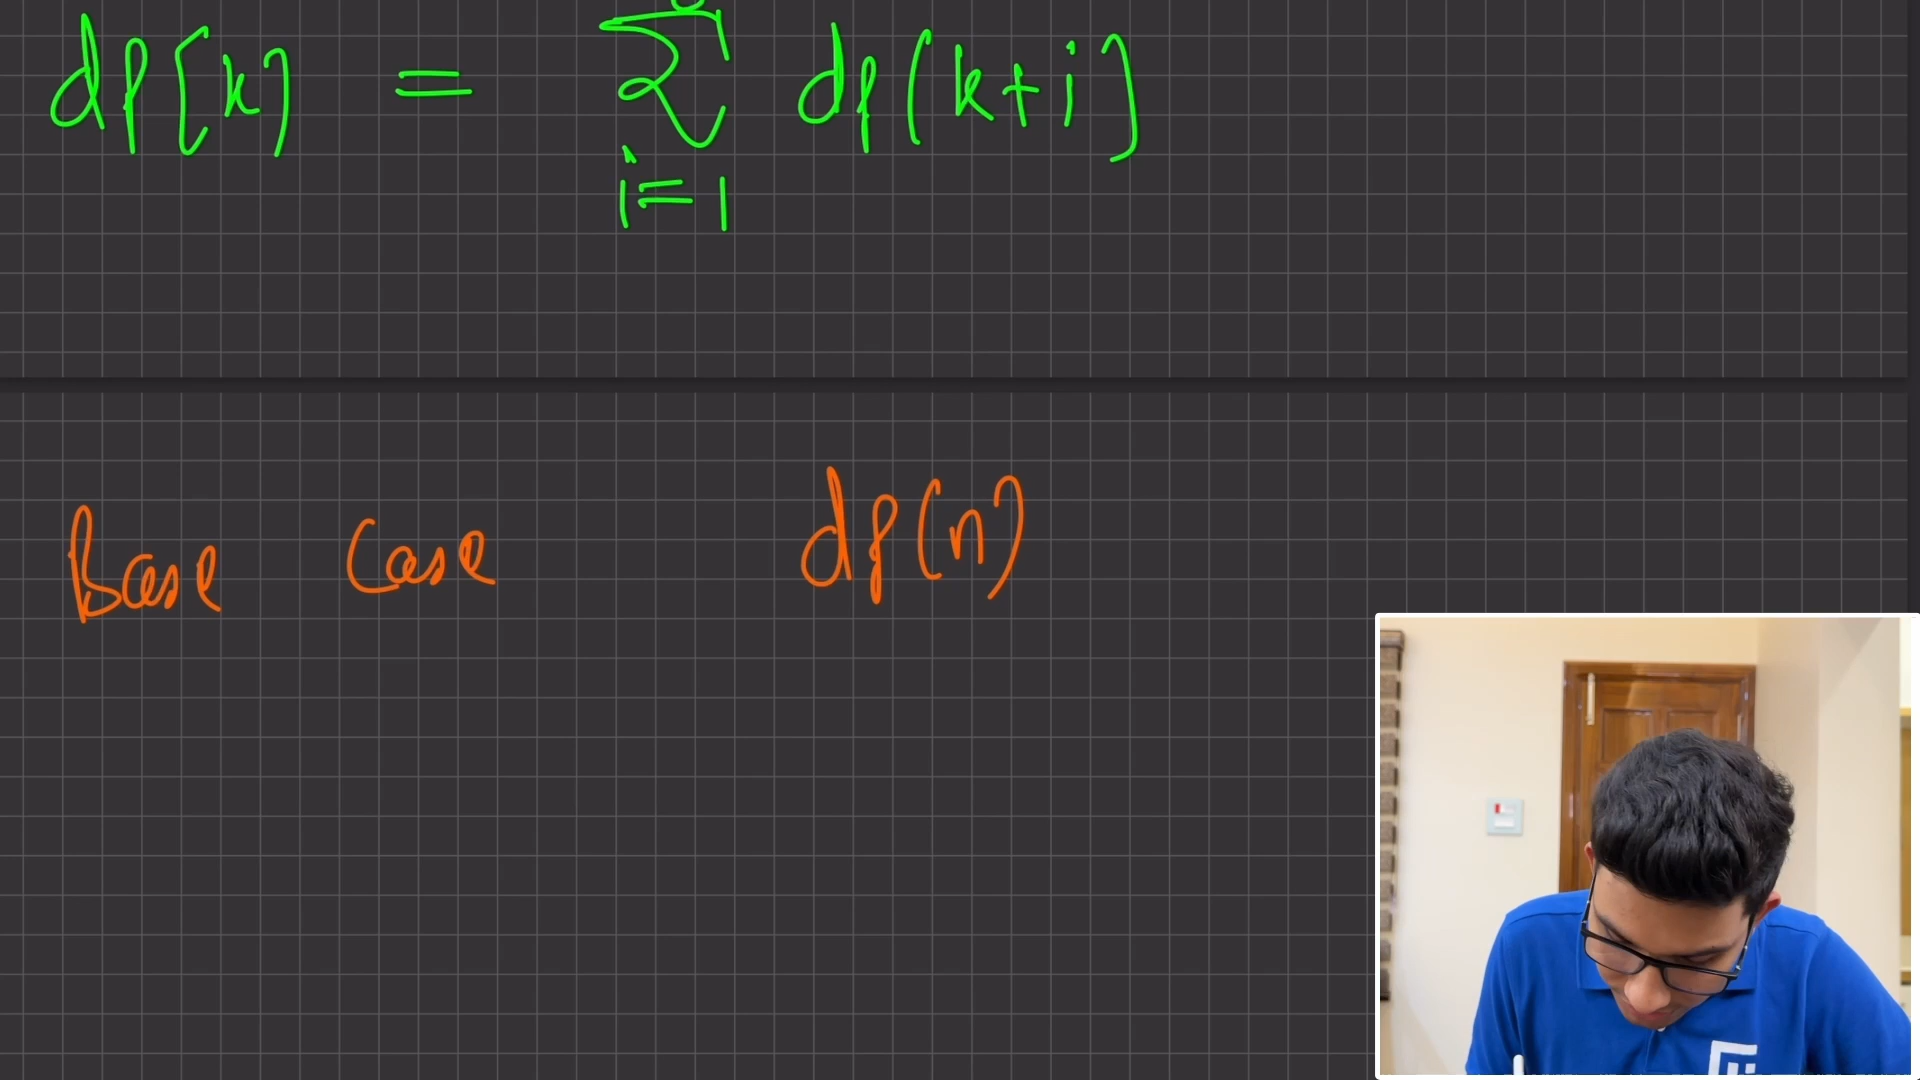 dp[k] = Σ dp[k+i]
i=1
Base Case dp[n]